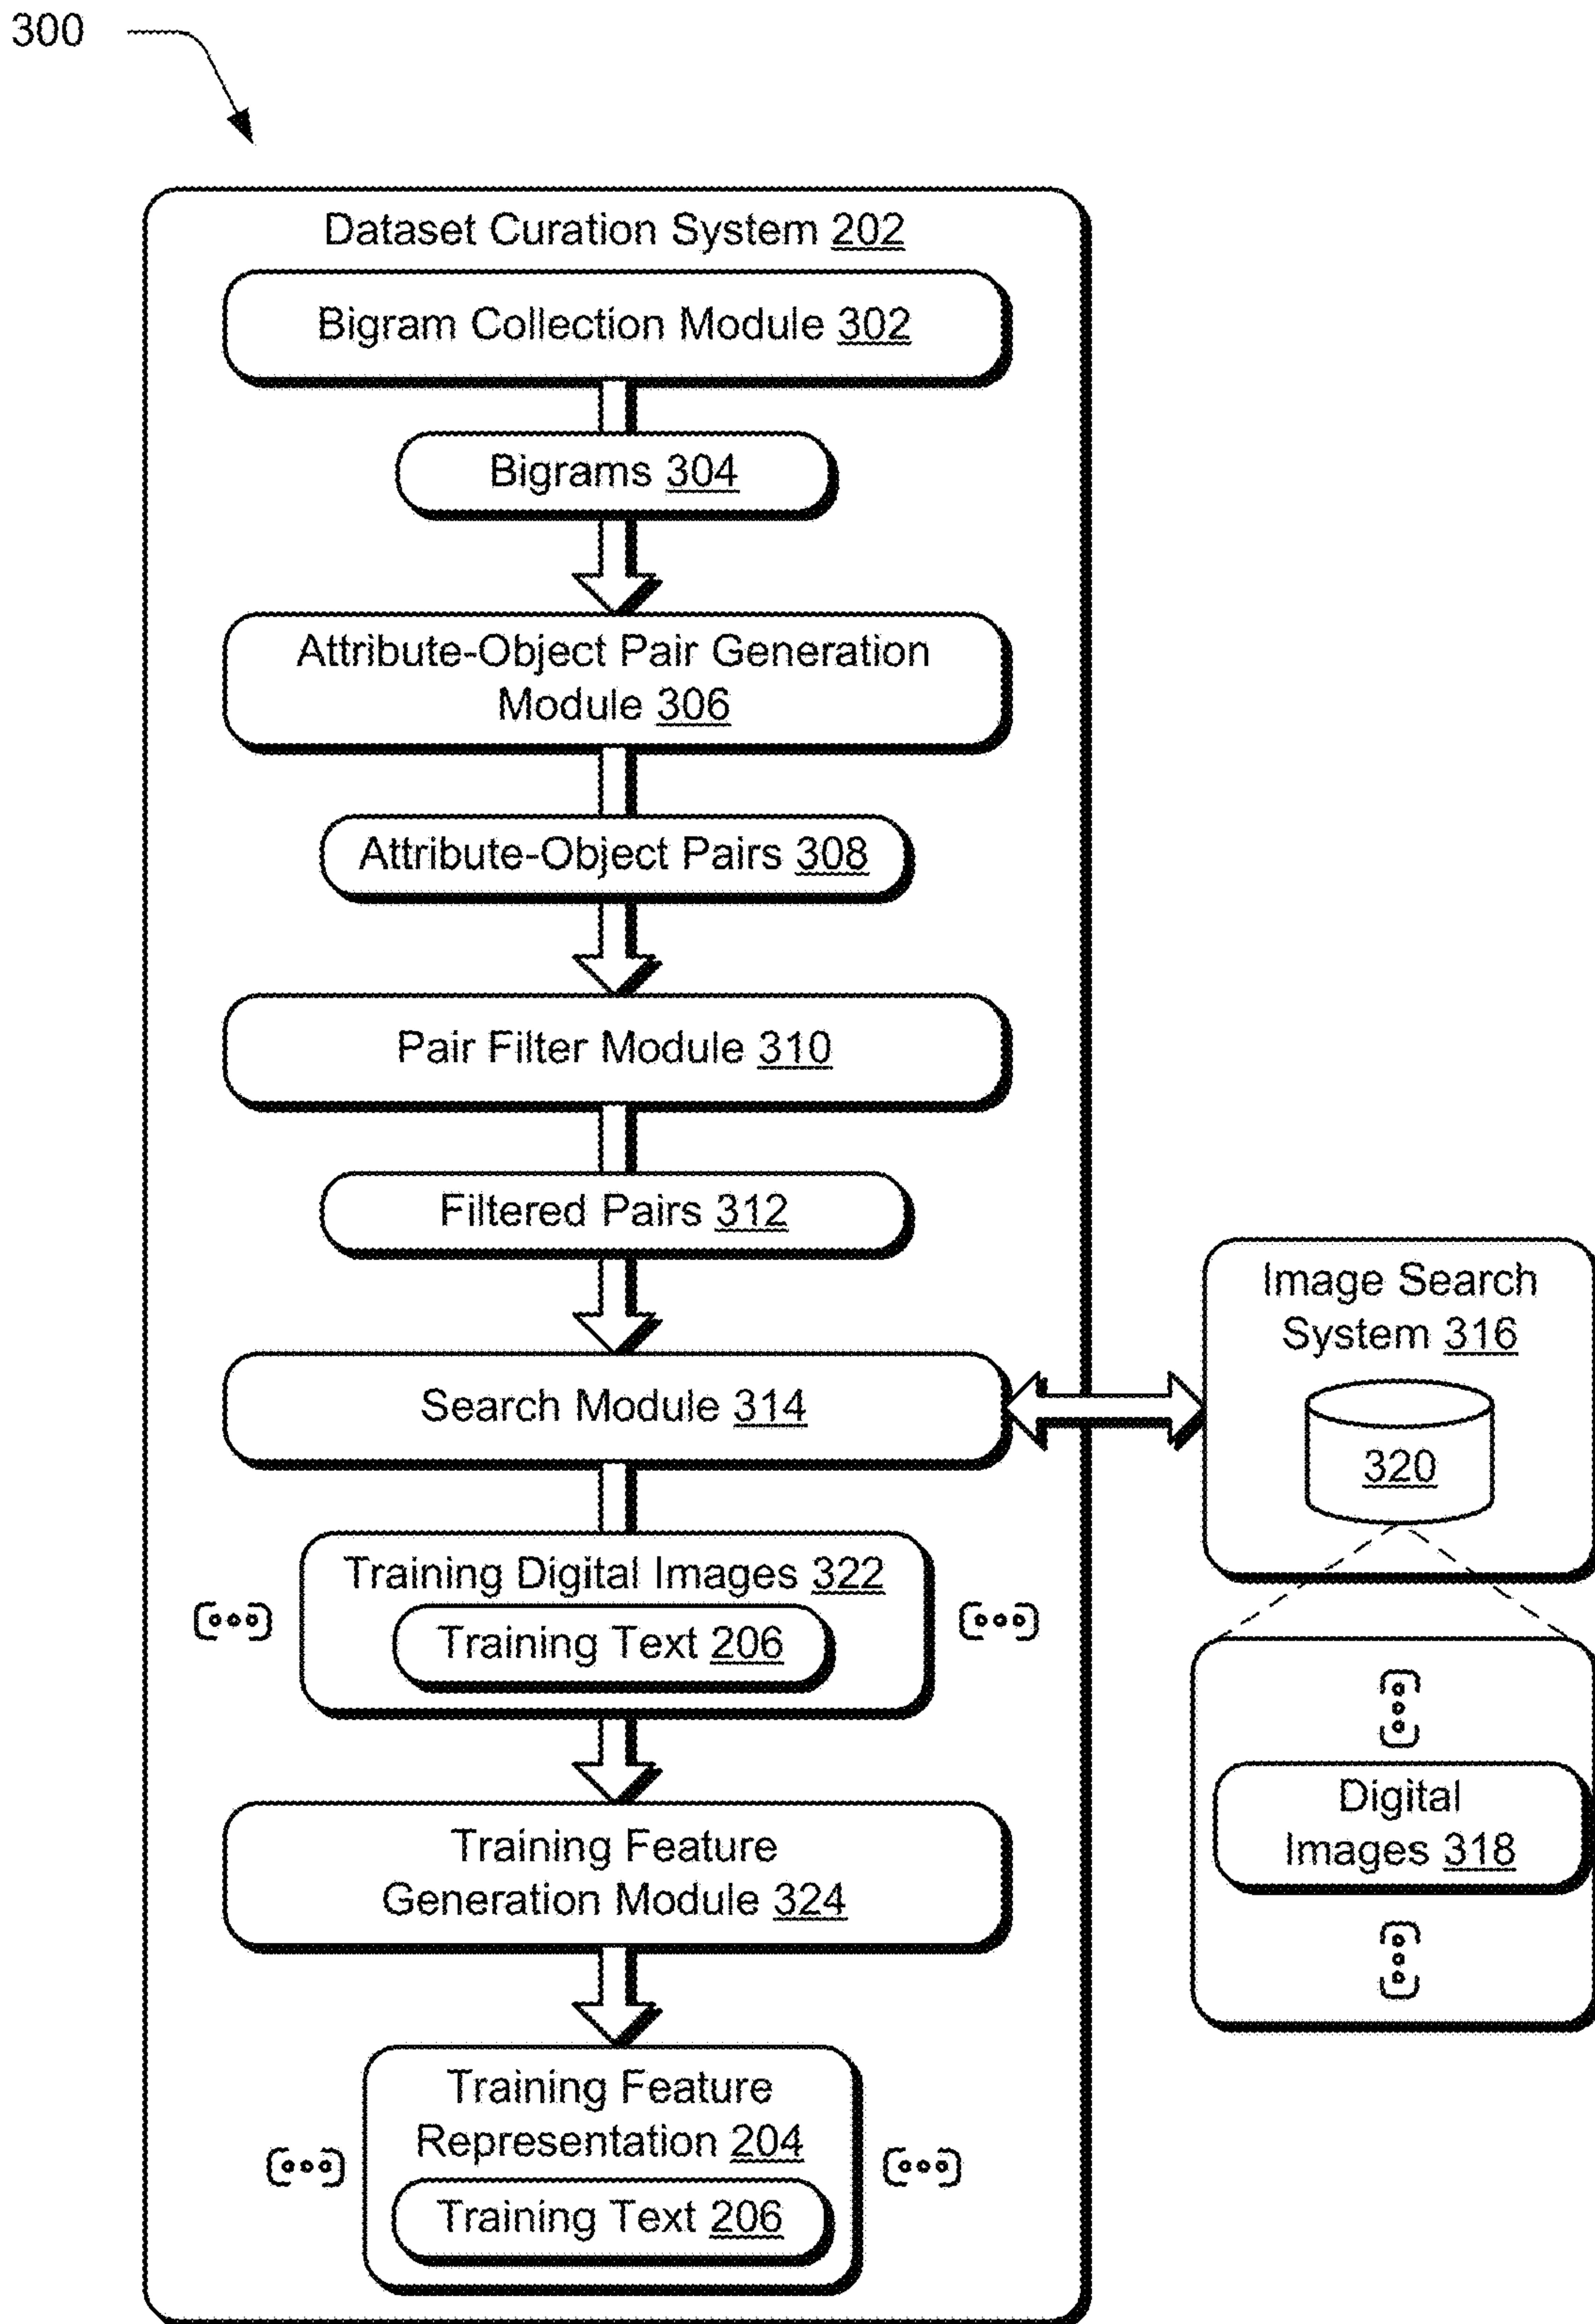 300
Dataset Curation System 202
Bigram Collection Module 302
Bigrams 304
Attribute-Object Pair Generation
Module 306
Attribute-Object Pairs 308
Pair Filter Module 310
Filtered Pairs 312
Search Module 314
Image Search
System 316
320
Training Digital Images 322
Training Text 206
Digital
Images 318
Training Feature
Generation Module 324
Training Feature
Representation 204
Training Text 206